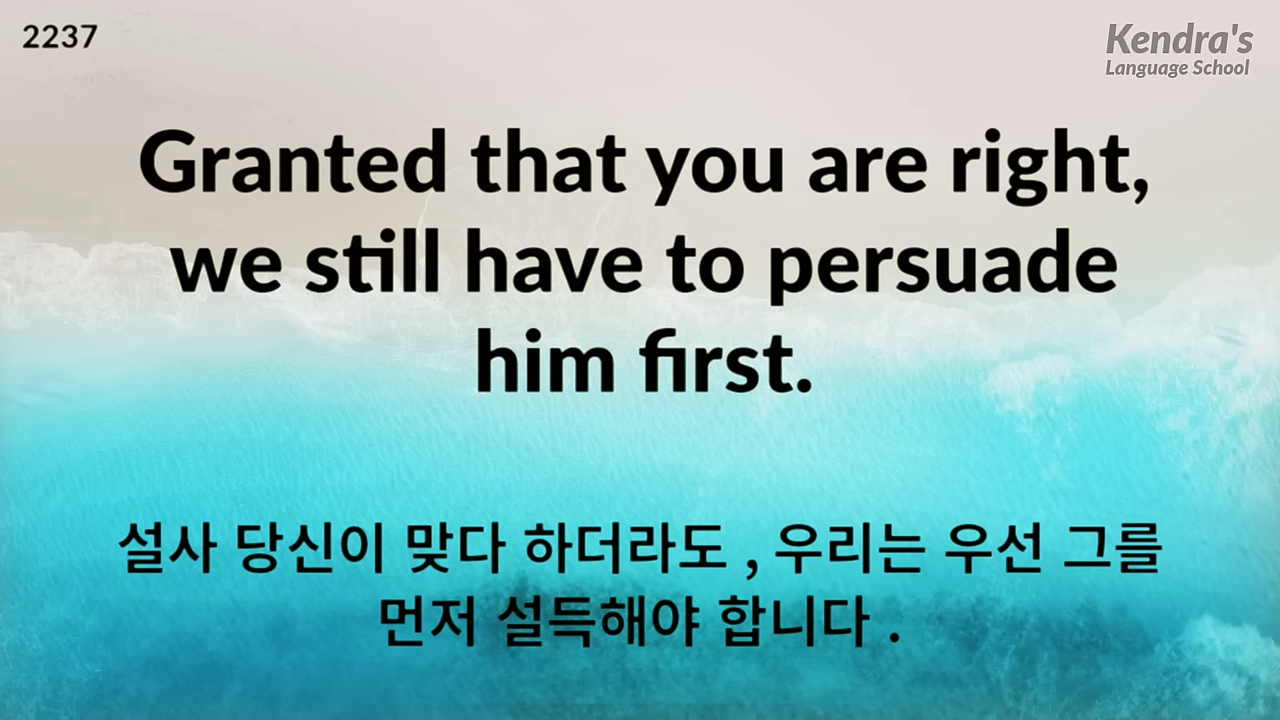 2237
Kendra's
Language School
Granted that you are right,
we still have to persuade
him first.
설사 당신이 맞다 하더라도 , 우리는 우선 그를
먼저 설득해야 합니다 .